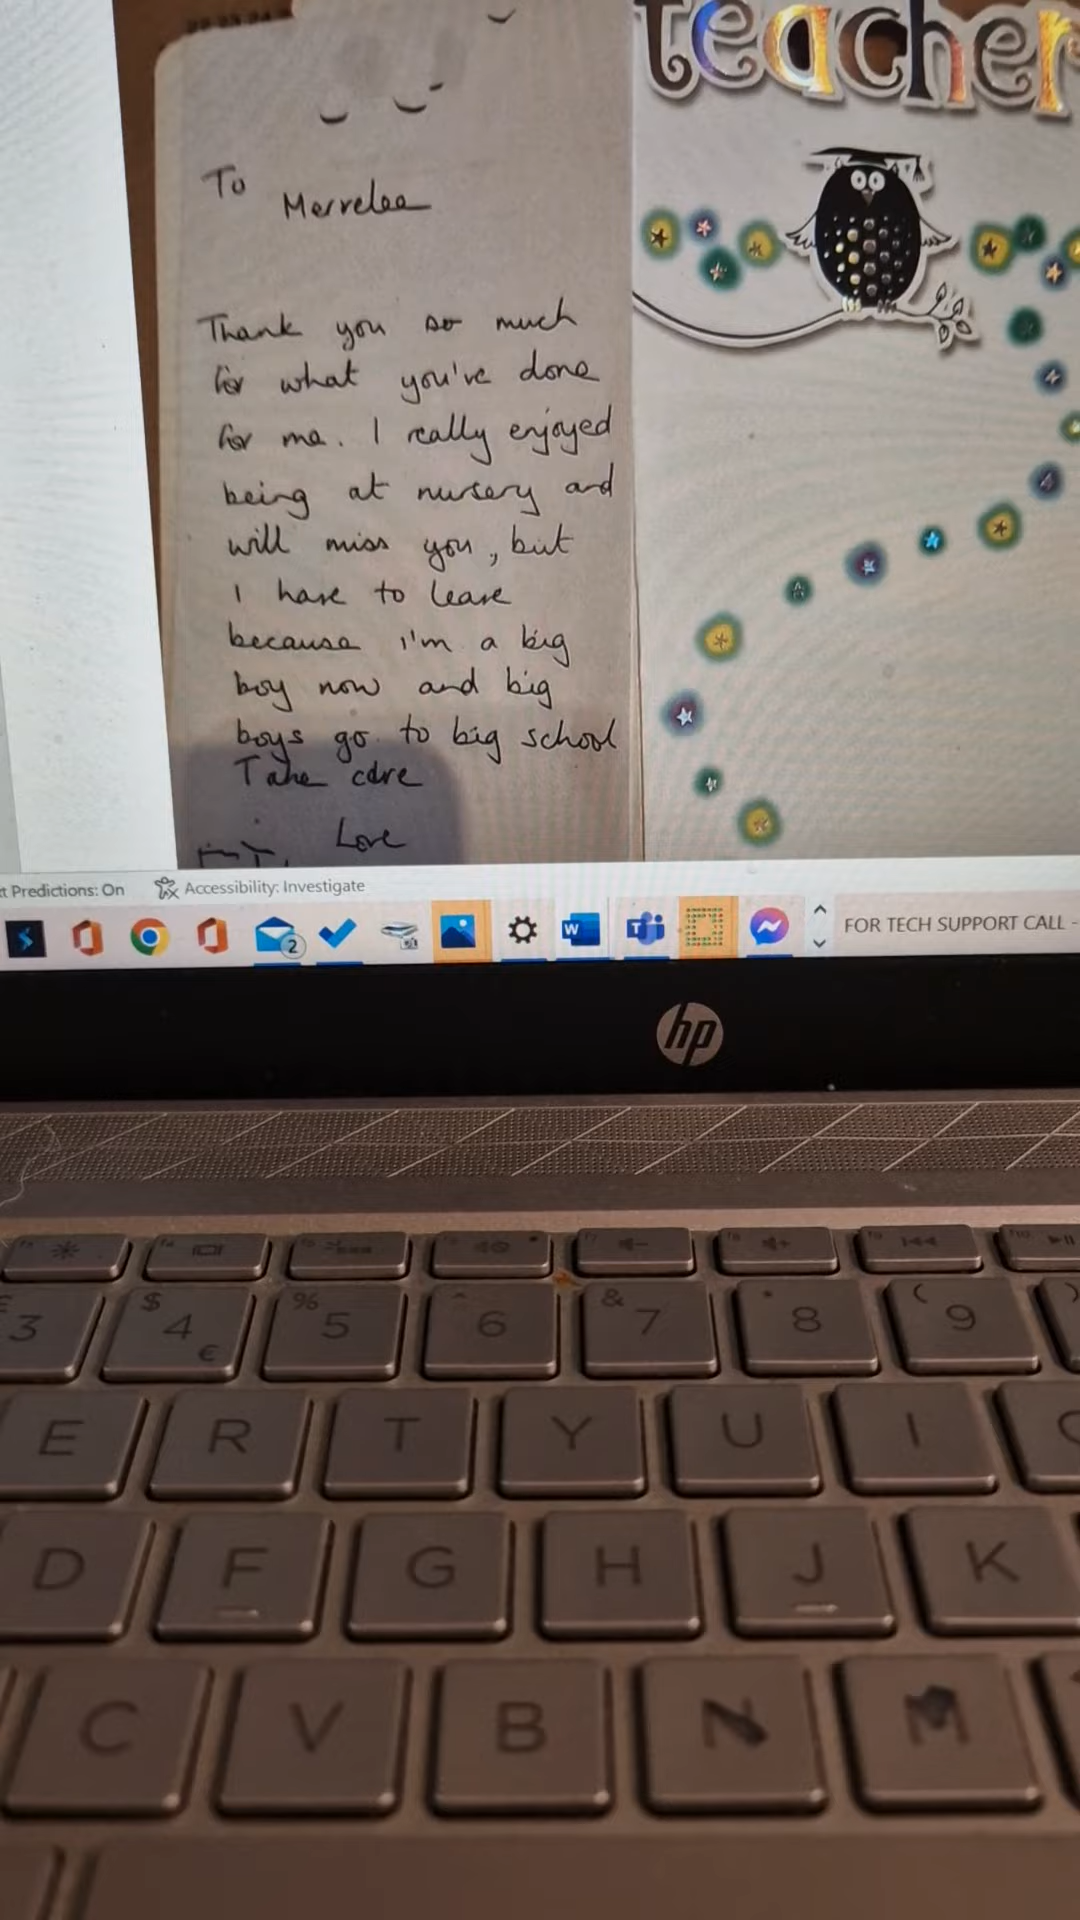 teacher
To
Mervelee
Thank you so much
for what you've done
for me. I really enjoyed
being at nursery and
will miss you, but
I have to leave
because I'm a big
boy now and big
boys go to big school
Take care
Love
t Predictions: On
Accessibility: Investigate
2
W
T
FOR TECH SUPPORT CALL -
hp
£ $ % ^ & * ( )
3 4 € 5 6 7 8 9
E R T Y U I
D F G H J K
C V B N M